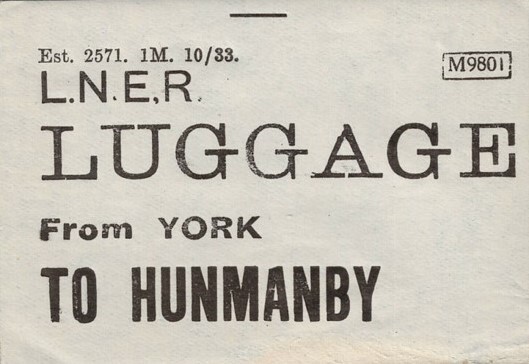 Est. 2571. 1M. 10/33.
M9801
L.N.E.R.
LUGGAGE
From YORK
TO HUNMANBY